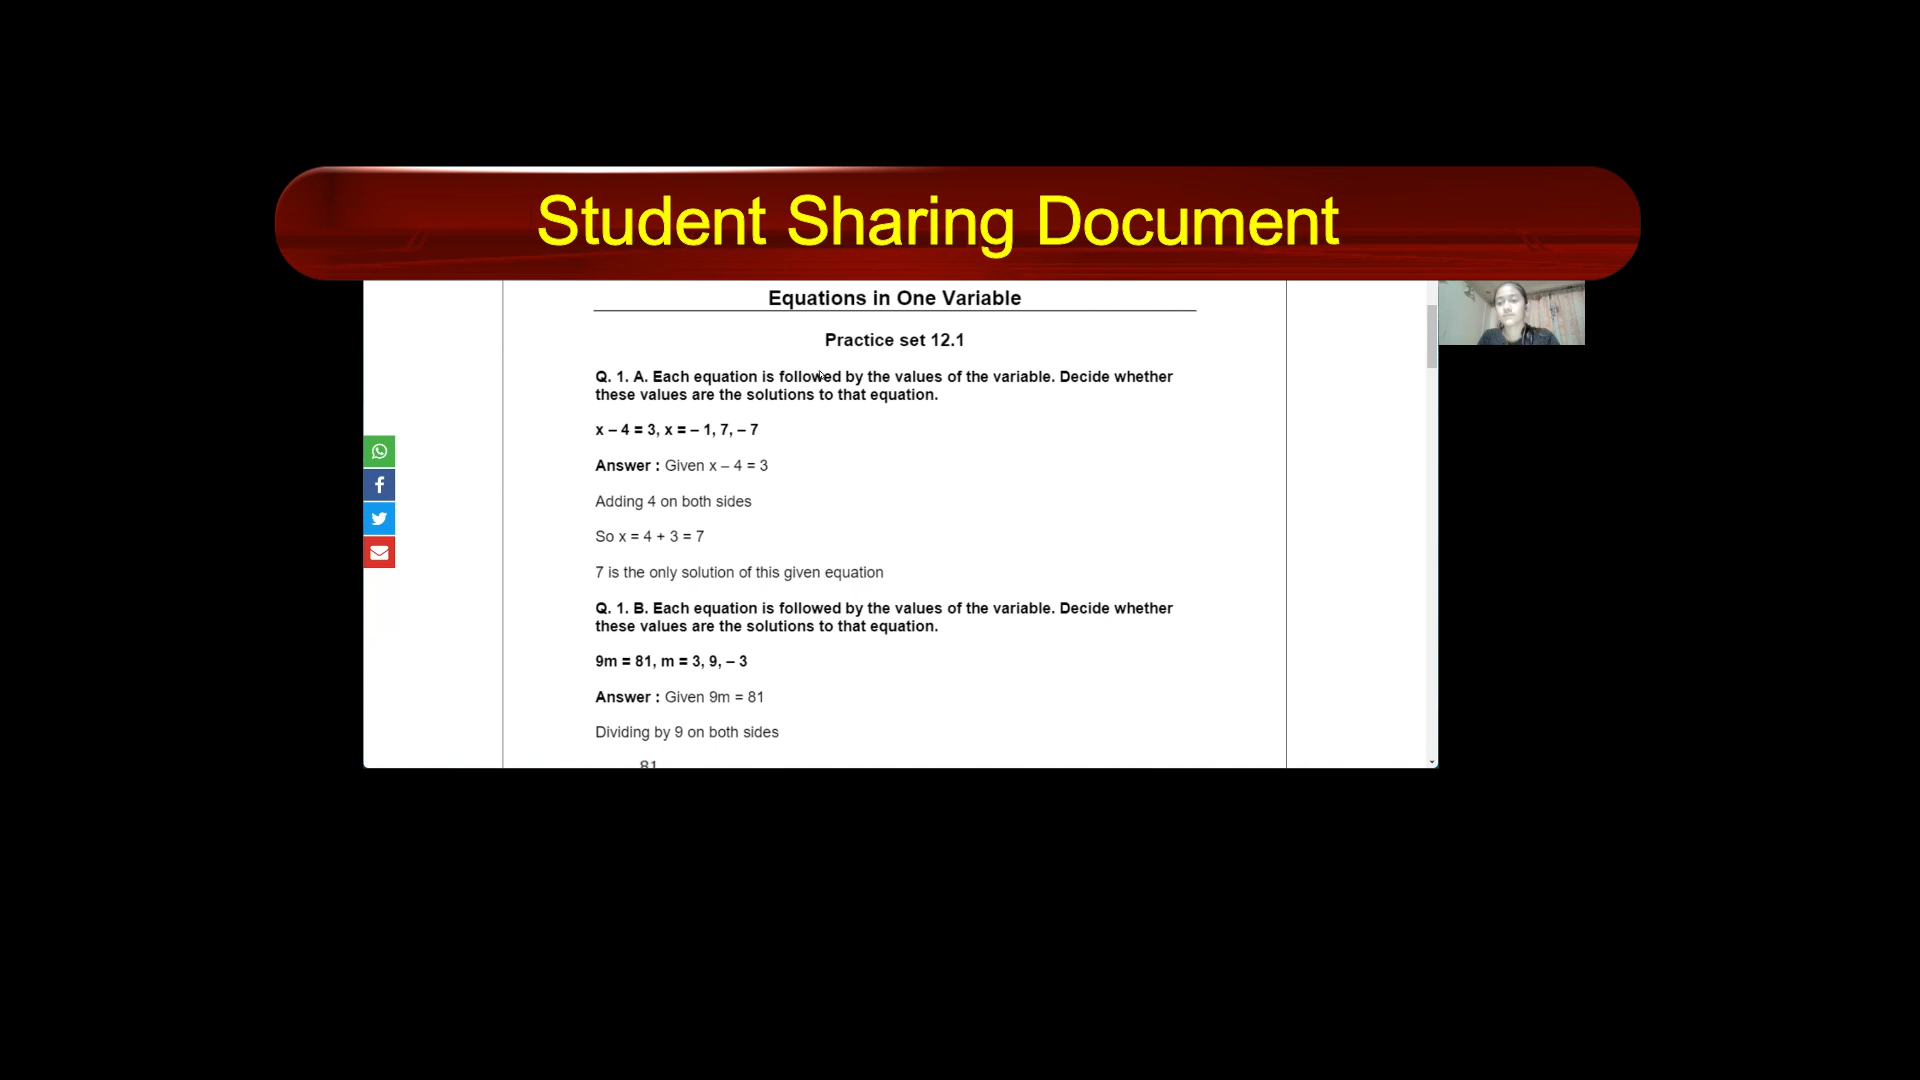 Student Sharing Document
Equations in One Variable
Practice set 12.1
Q. 1. A. Each equation is followed by the values of the variable. Decide whether
these values are the solutions to that equation.
x – 4 = 3, x = – 1, 7, – 7
Answer : Given x – 4 = 3
Adding 4 on both sides
So x = 4 + 3 = 7
7 is the only solution of this given equation
Q. 1. B. Each equation is followed by the values of the variable. Decide whether
these values are the solutions to that equation.
9m = 81, m = 3, 9, – 3
Answer : Given 9m = 81
Dividing by 9 on both sides
81